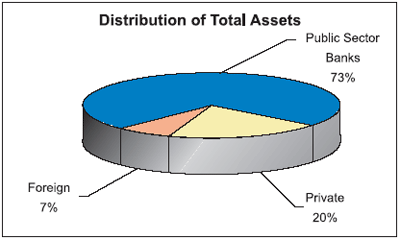 Distribution of Total Assets
Public Sector
Banks
73%
Foreign
7%
Private
20%